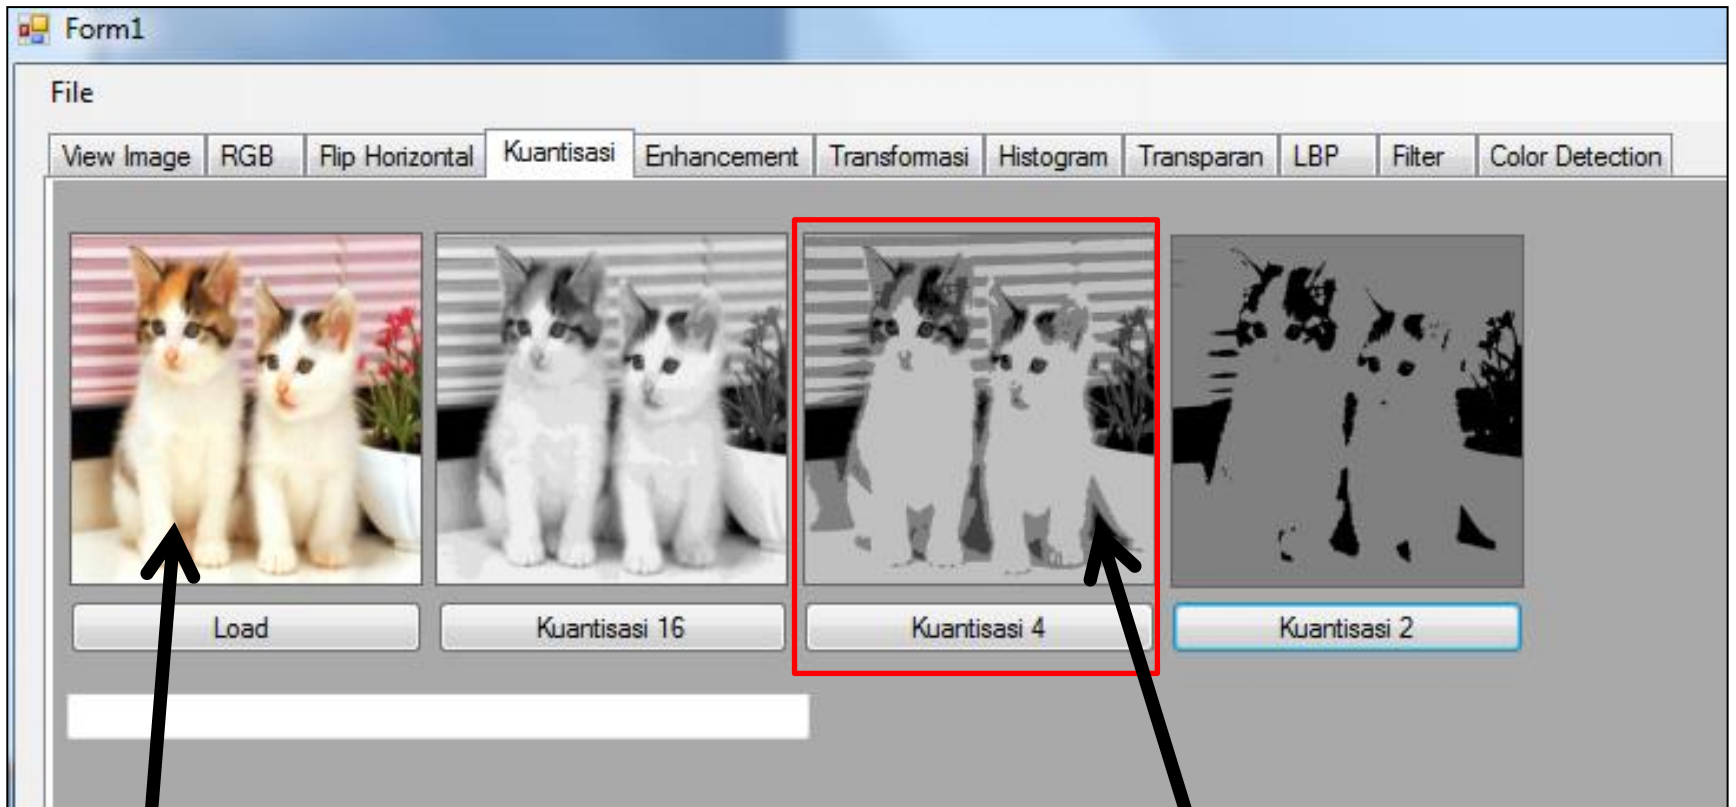 Form1
File
View Image RGB Flip Horizontal Kuantisasi Enhancement Transformasi Histogram Transparan LBP Filter Color Detection
Load Kuantisasi 16 Kuantisasi 4 Kuantisasi 2